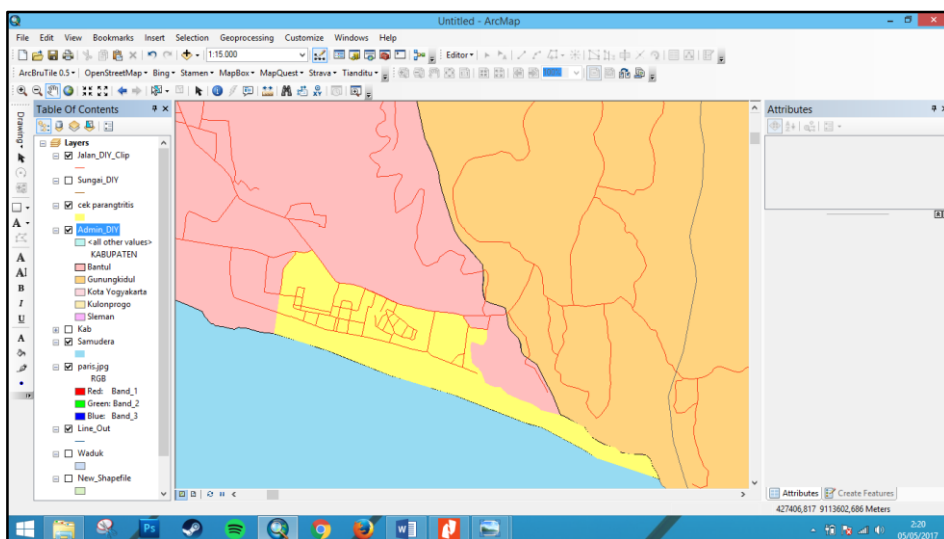 Untitled - ArcMap
File Edit View Bookmarks Insert Selection Geoprocessing Customize Windows Help
1:15.000
Editor
ArcBruTile 0.5 OpenStreetMap Bing Stamen MapBox MapQuest Strava Tianditu
Table Of Contents
Attributes
Drawing
Layers
Jalan_DIY_Clip
Sungai_DIY
cek parangtritis
Admin_DIY
<all other values>
KABUPATEN
Bantul
Gunungkidul
Kota Yogyakarta
Kulonprogo
Sleman
Kab
Samudera
paris.jpg
RGB
Red: Band_1
Green: Band_2
Blue: Band_3
Line_Out
Waduk
New_Shapefile
A
A
AI
B
I
U
A
Attributes Create Features
427406,817 9113602,686 Meters
Ps
W
2:20
05/05/2017